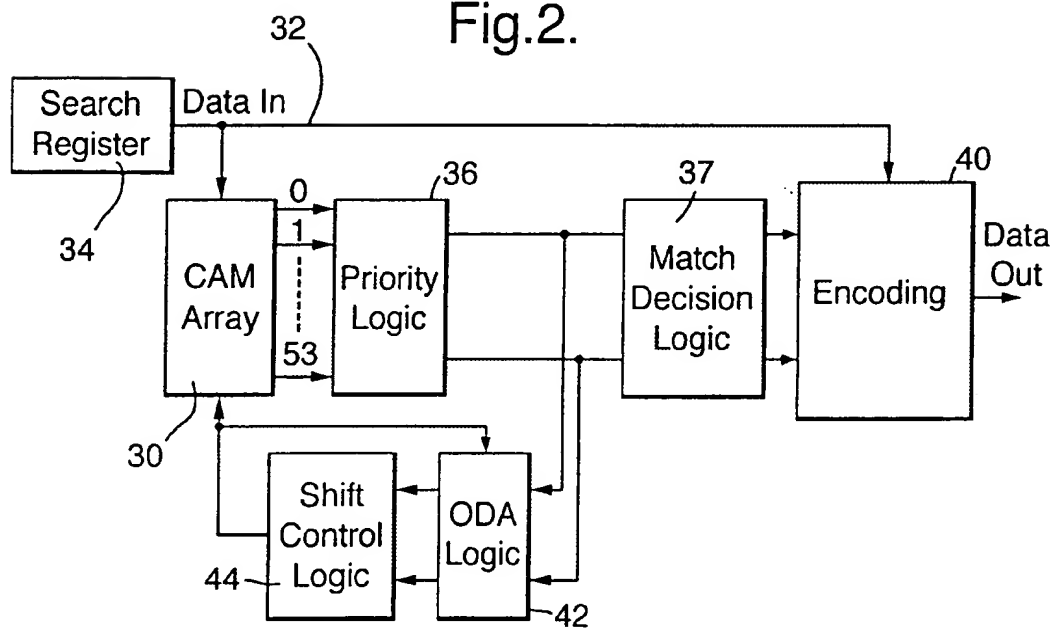 Fig.2.
32
Search
Register
Data In
34
0
1
53
36
37
40
CAM
Array
Priority
Logic
Match
Decision
Logic
Encoding
Data
Out
30
Shift
Control
Logic
44
ODA
Logic
42